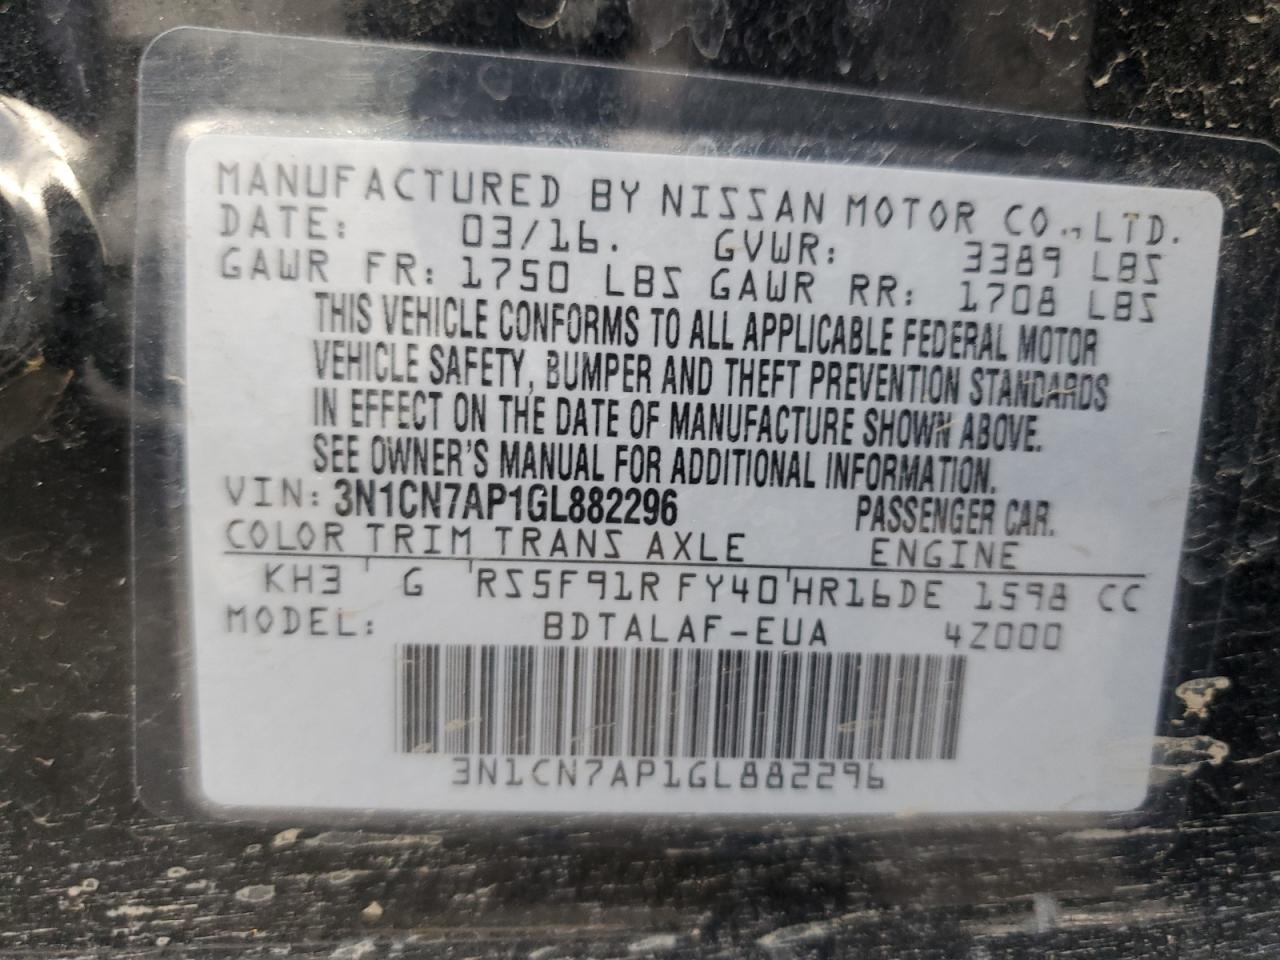 MANUFACTURED BY NISSAN MOTOR CO., LTD.
DATE: 03/16. GVWR: 3389 LBS
GAWR FR: 1750 LBS GAWR RR: 1708 LBS
THIS VEHICLE CONFORMS TO ALL APPLICABLE FEDERAL MOTOR
VEHICLE SAFETY, BUMPER AND THEFT PREVENTION STANDARDS
IN EFFECT ON THE DATE OF MANUFACTURE SHOWN ABOVE.
SEE OWNER'S MANUAL FOR ADDITIONAL INFORMATION.
VIN: 3N1CN7AP1GL882296 PASSENGER CAR.
COLOR TRIM TRANS AXLE ENGINE
KH3 G RS5F91R FY40 HR16DE 1598 CC
MODEL: BDTALAF-EUA 4Z000
3N1CN7AP1GL882296